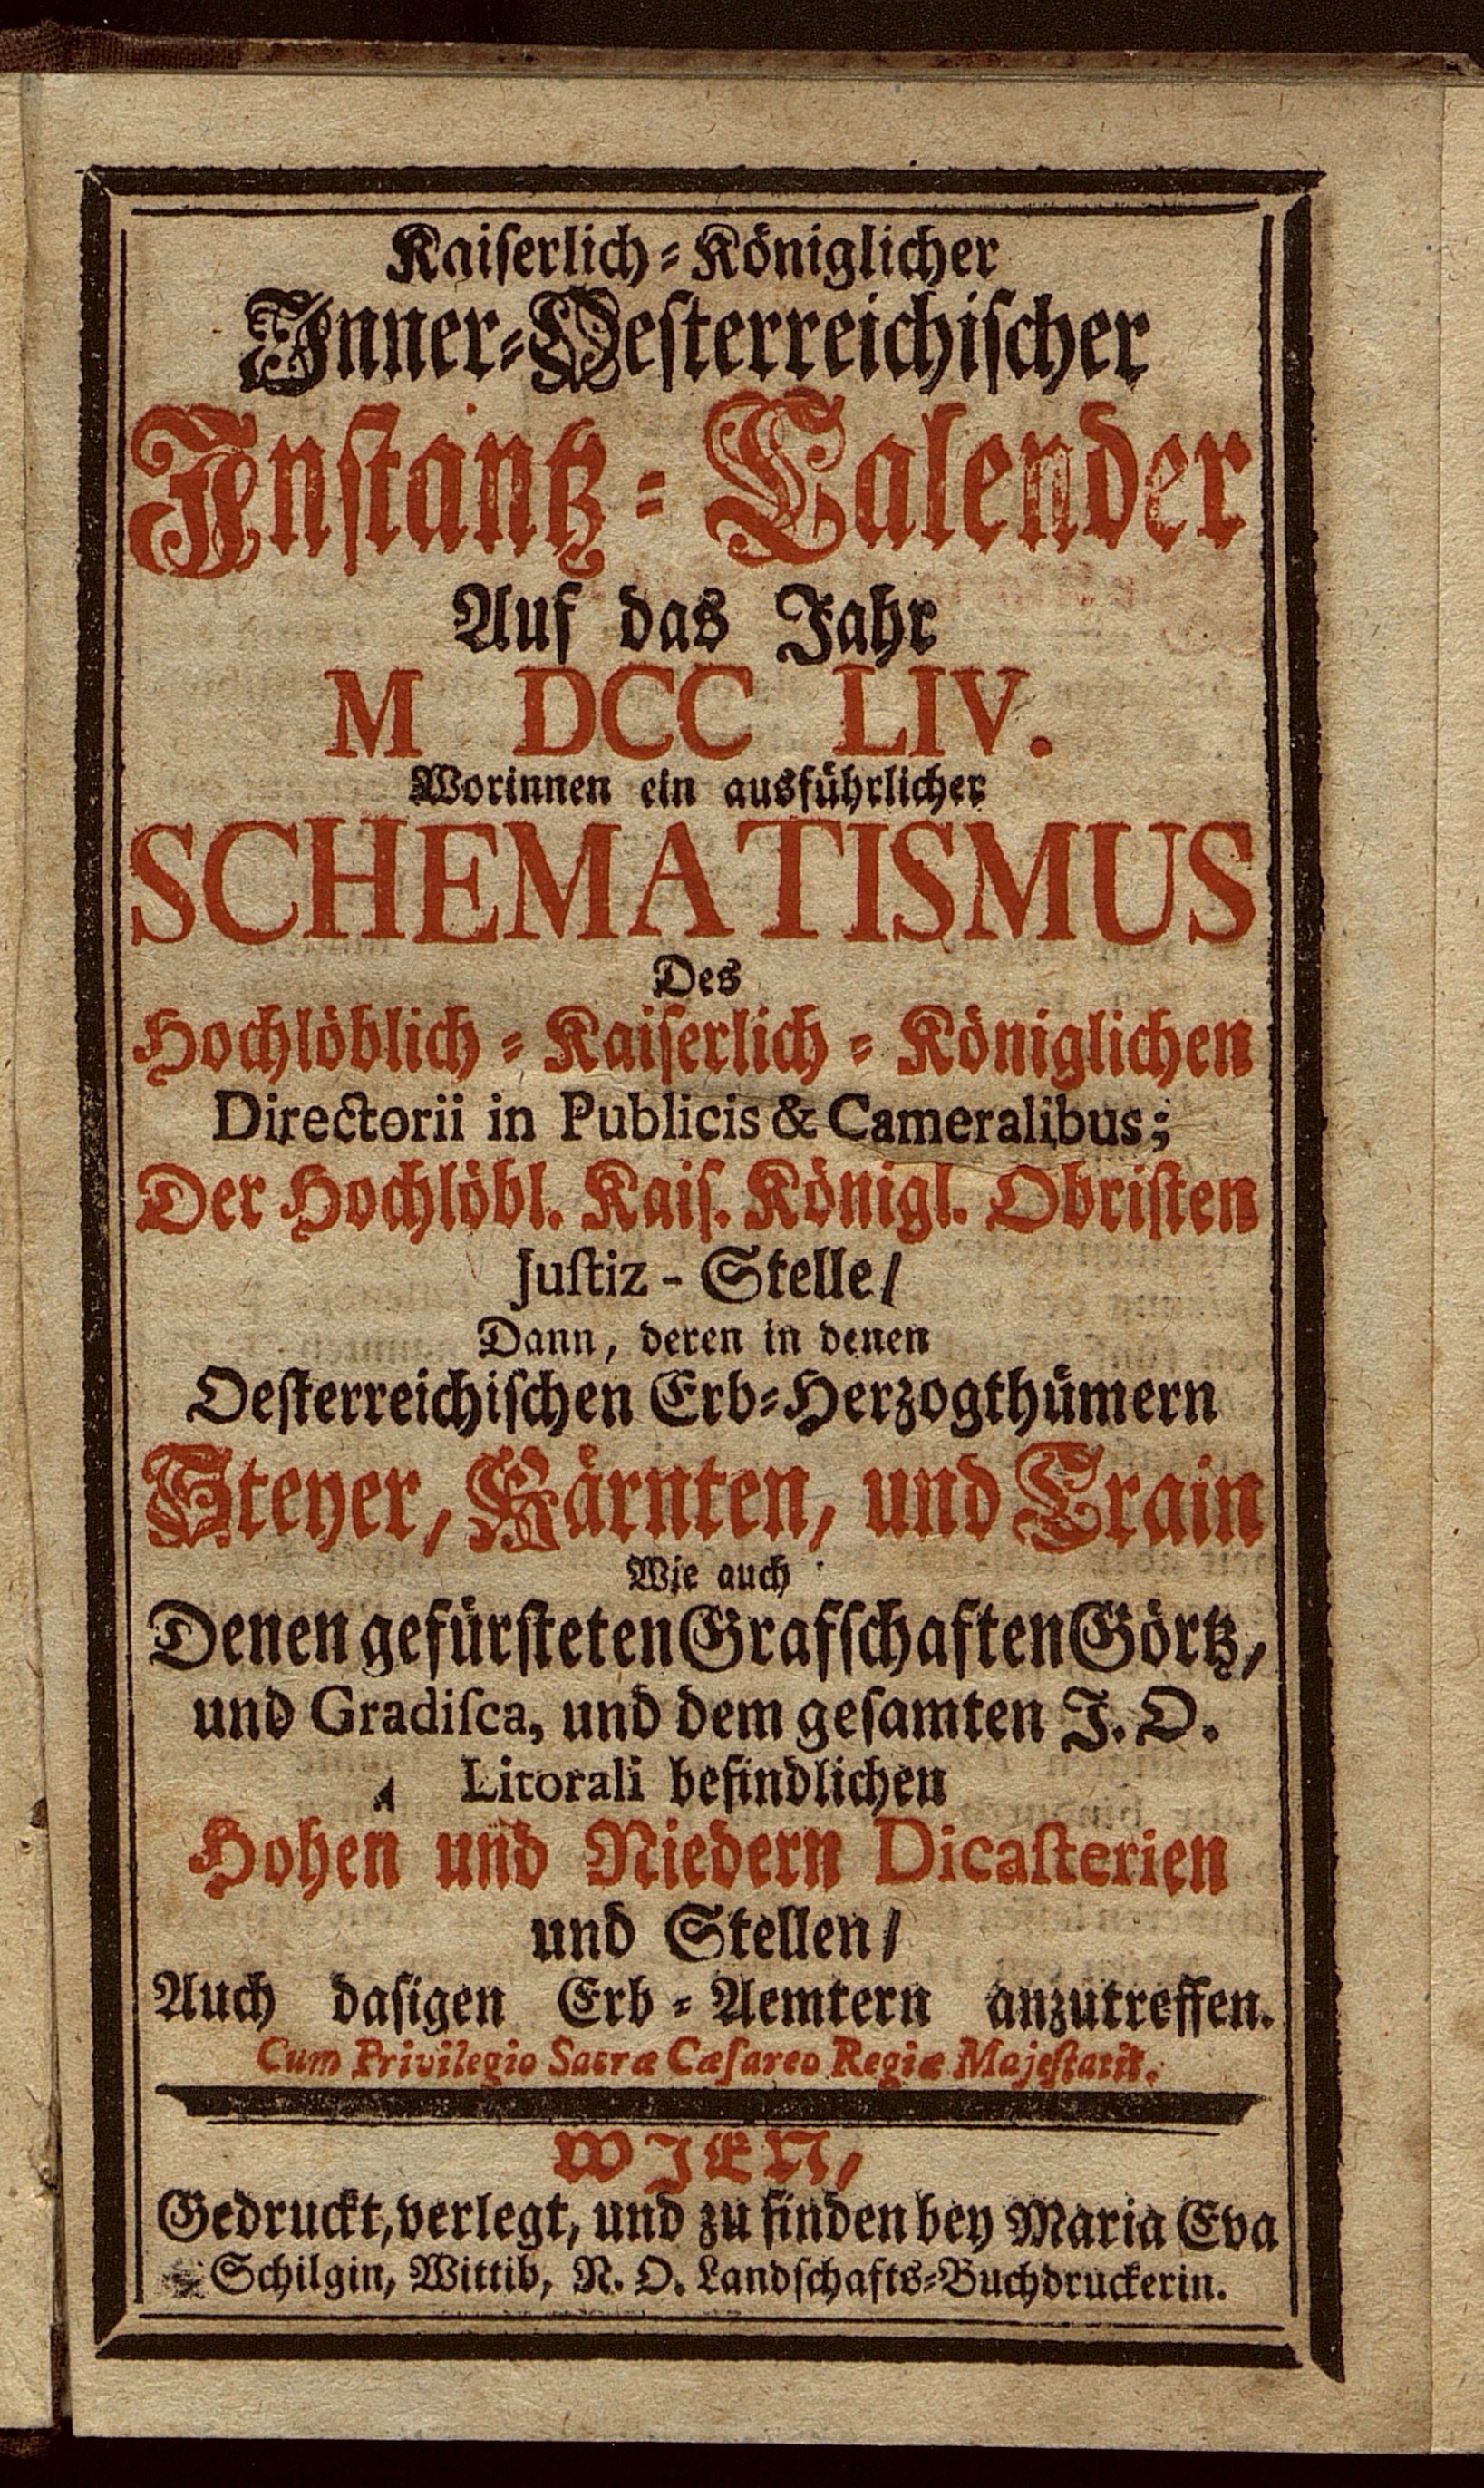 Kaiserlich=Königlicher
Inner=Oesterreichischer
Instantz=Calender
Auf das Jahr
M DCC LIV.
Worinnen ein ausführlicher
SCHEMATISMUS
Des
Hochlöblich=Kaiserlich=Königlichen
Directorii in Publicis & Cameralibus;
Der Hochlöbl. Kais. Königl. Obristen
Justiz-Stelle/
Dann, deren in denen
Oesterreichischen Erb=Herzogthümern
Steyer, Kärnten, und Crain
Wie auch
Denen gefürsteten Grafschaften Görtz,
und Gradisca, und dem gesamten I. O.
Litorali befindlichen
Hohen und Niedern Dicasterien
und Stellen/
Auch dasigen Erb=Aemtern anzutreffen.
Cum Privilegio Sacræ Cæsareo Regiæ Majestatis.
WIEN,
Gedruckt, verlegt, und zu finden bey Maria Eva
Schilgin, Wittib, N. O. Landschafts=Buchdruckerin.